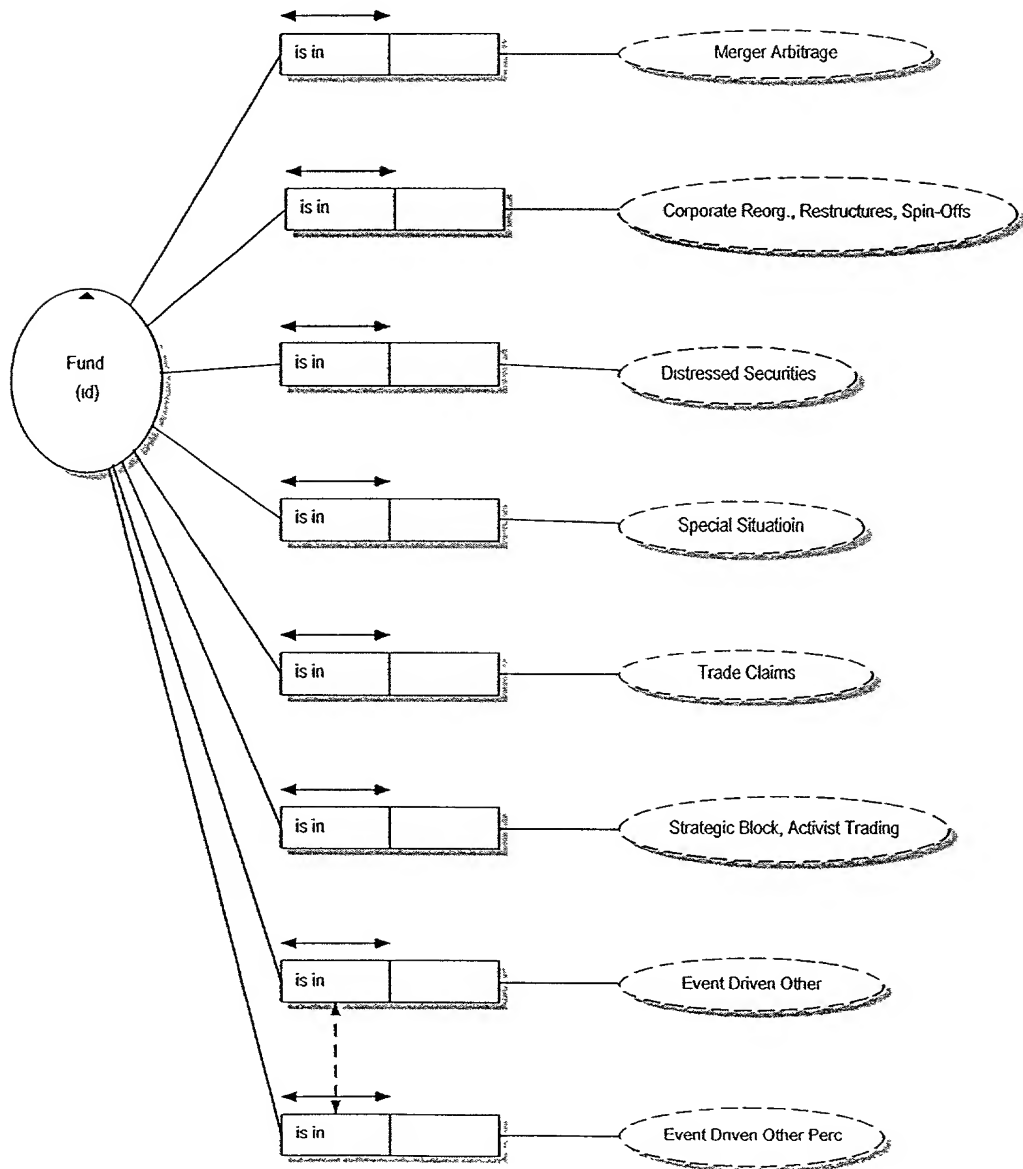 is in
Merger Arbitrage
is in
Corporate Reorg., Restructures, Spin-Offs
Fund
(id)
is in
Distressed Securities
is in
Special Situatioin
is in
Trade Claims
is in
Strategic Block, Activist Trading
is in
Event Driven Other
is in
Event Driven Other Perc